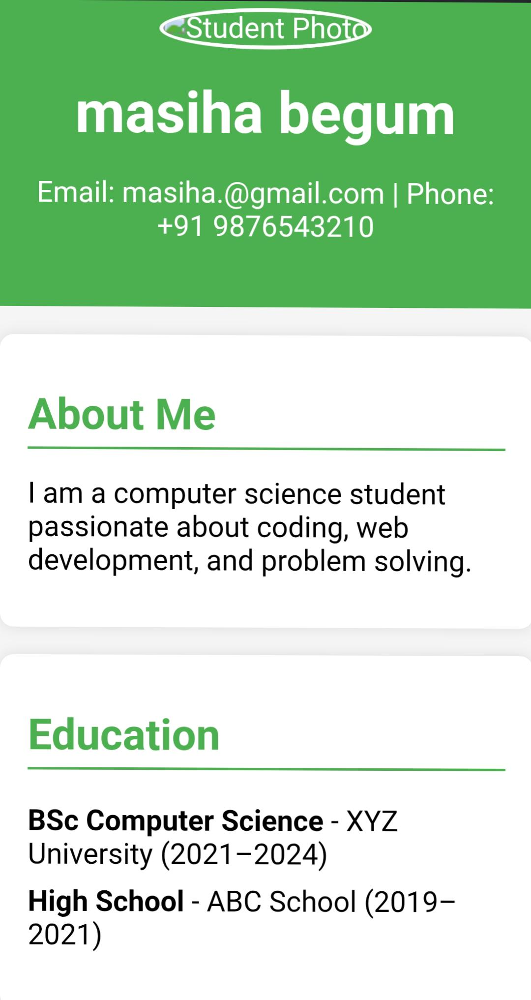 Student Photo
masiha begum
Email: masiha.@gmail.com | Phone:
+91 9876543210
About Me
I am a computer science student
passionate about coding, web
development, and problem solving.
Education
BSc Computer Science - XYZ
University (2021–2024)
High School - ABC School (2019–
2021)